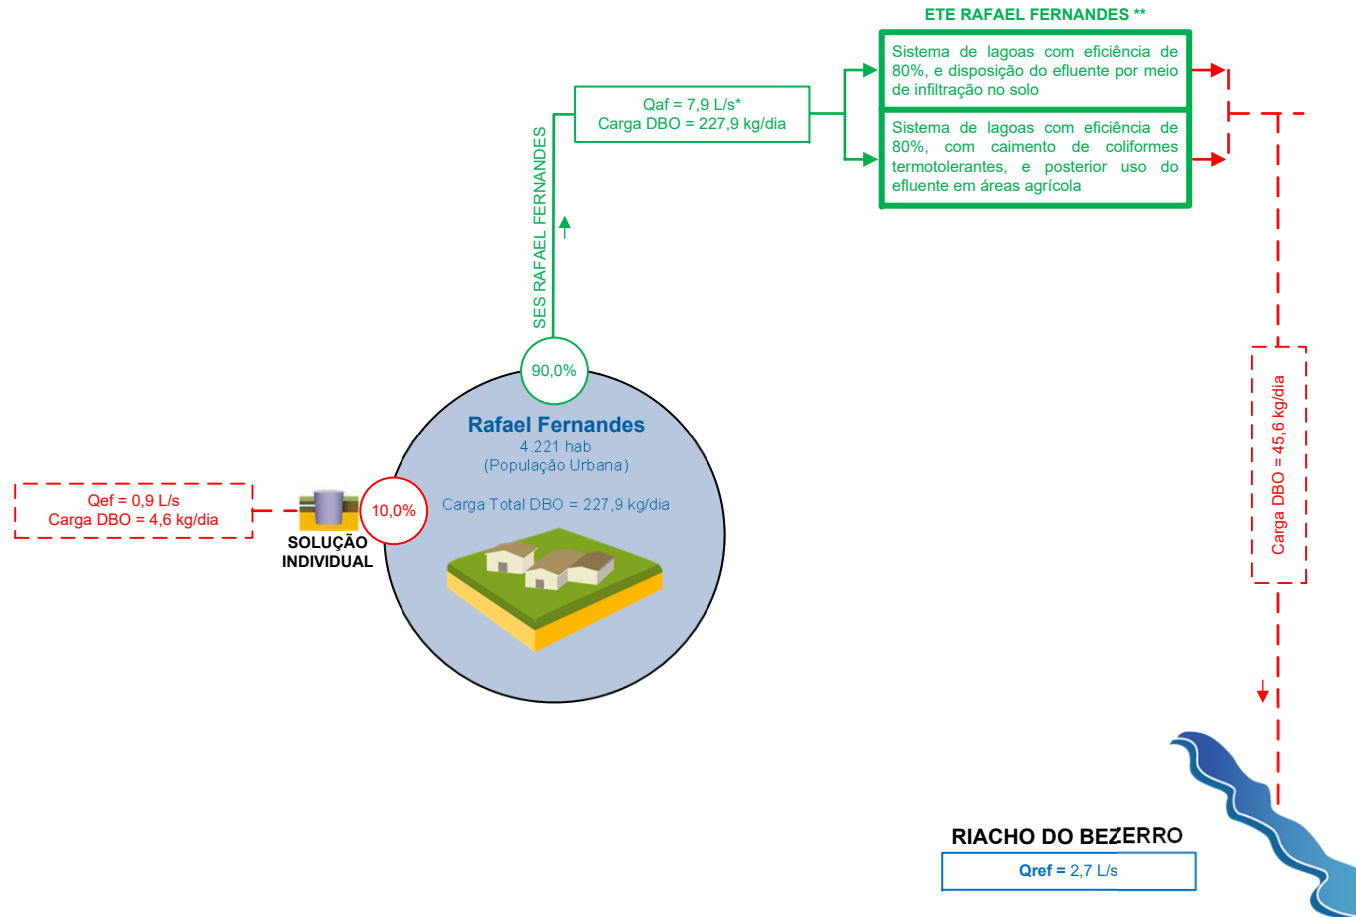 ETE RAFAEL FERNANDES **
Sistema de lagoas com eficiência de
80%, e disposição do efluente por meio
de infiltração no solo
Sistema de lagoas com eficiência de
80%, com caimento de coliformes
termotolerantes, e posterior uso do
efluente em áreas agrícola
Qaf = 7,9 L/s*
Carga DBO = 227,9 kg/dia
SES RAFAEL FERNANDES
90,0%
Rafael Fernandes
4.221 hab
(População Urbana)
Carga Total DBO = 227,9 kg/dia
10,0%
SOLUÇÃO
INDIVIDUAL
Qef = 0,9 L/s
Carga DBO = 4,6 kg/dia
Carga DBO = 45,6 kg/dia
RIACHO DO BEZERRO
Qref = 2,7 L/s